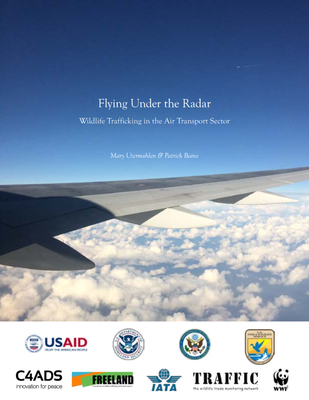 Flying Under the Radar
Wildlife Trafficking in the Air Transport Sector
Mary Utermohlen & Patrick Baine
USAID
FROM THE AMERICAN PEOPLE
C4ADS
innovation for peace
FREELAND
IATA
TRAFFIC
the wildlife trade monitoring network
WWF